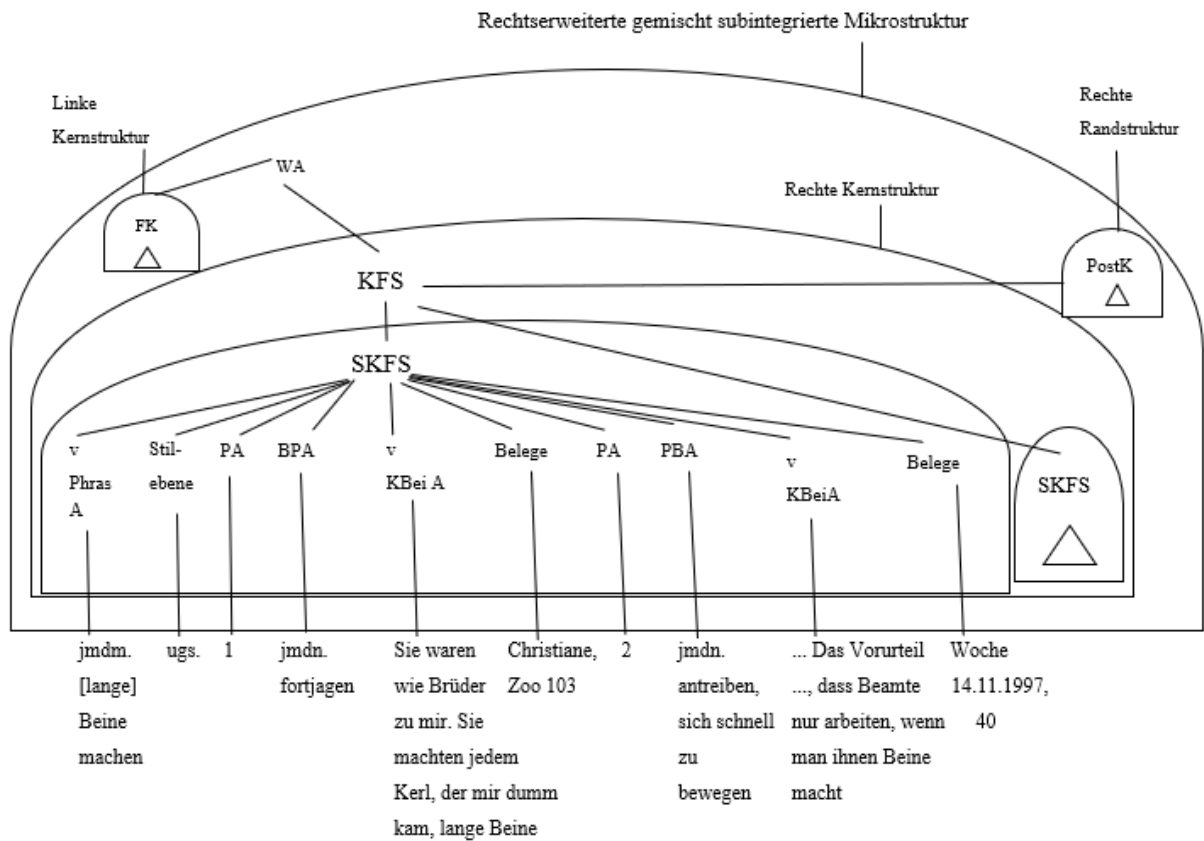 Rechtserweiterte gemischt subintegrierte Mikrostruktur
Linke
Kernstruktur
Rechte
Randstruktur
WA
Rechte Kernstruktur
FK
PostK
KFS
SKFS
v
Phras
A
Stil-
ebene
PA
BPA
v
KBei A
Belege
PA
PBA
v
KBeiA
Belege
SKFS
jmdm.
[lange]
Beine
machen
ugs.
1
jmdn.
fortjagen
Sie waren
wie Brüder
zu mir. Sie
machten jedem
Kerl, der mir dumm
kam, lange Beine
Christiane,
Zoo 103
2
jmdn.
antreiben,
sich schnell
zu
bewegen
... Das Vorurteil
..., dass Beamte
nur arbeiten, wenn
man ihnen Beine
macht
Woche
14.11.1997,
40